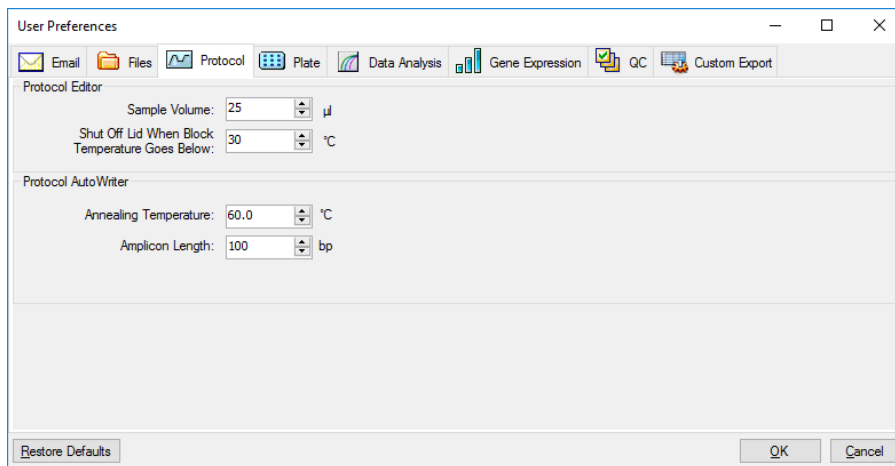 User Preferences
Email Files Protocol Plate Data Analysis Gene Expression QC Custom Export
Protocol Editor
Sample Volume: 25 µl
Shut Off Lid When Block
Temperature Goes Below: 30 °C
Protocol AutoWriter
Annealing Temperature: 60.0 °C
Amplicon Length: 100 bp
Restore Defaults OK Cancel